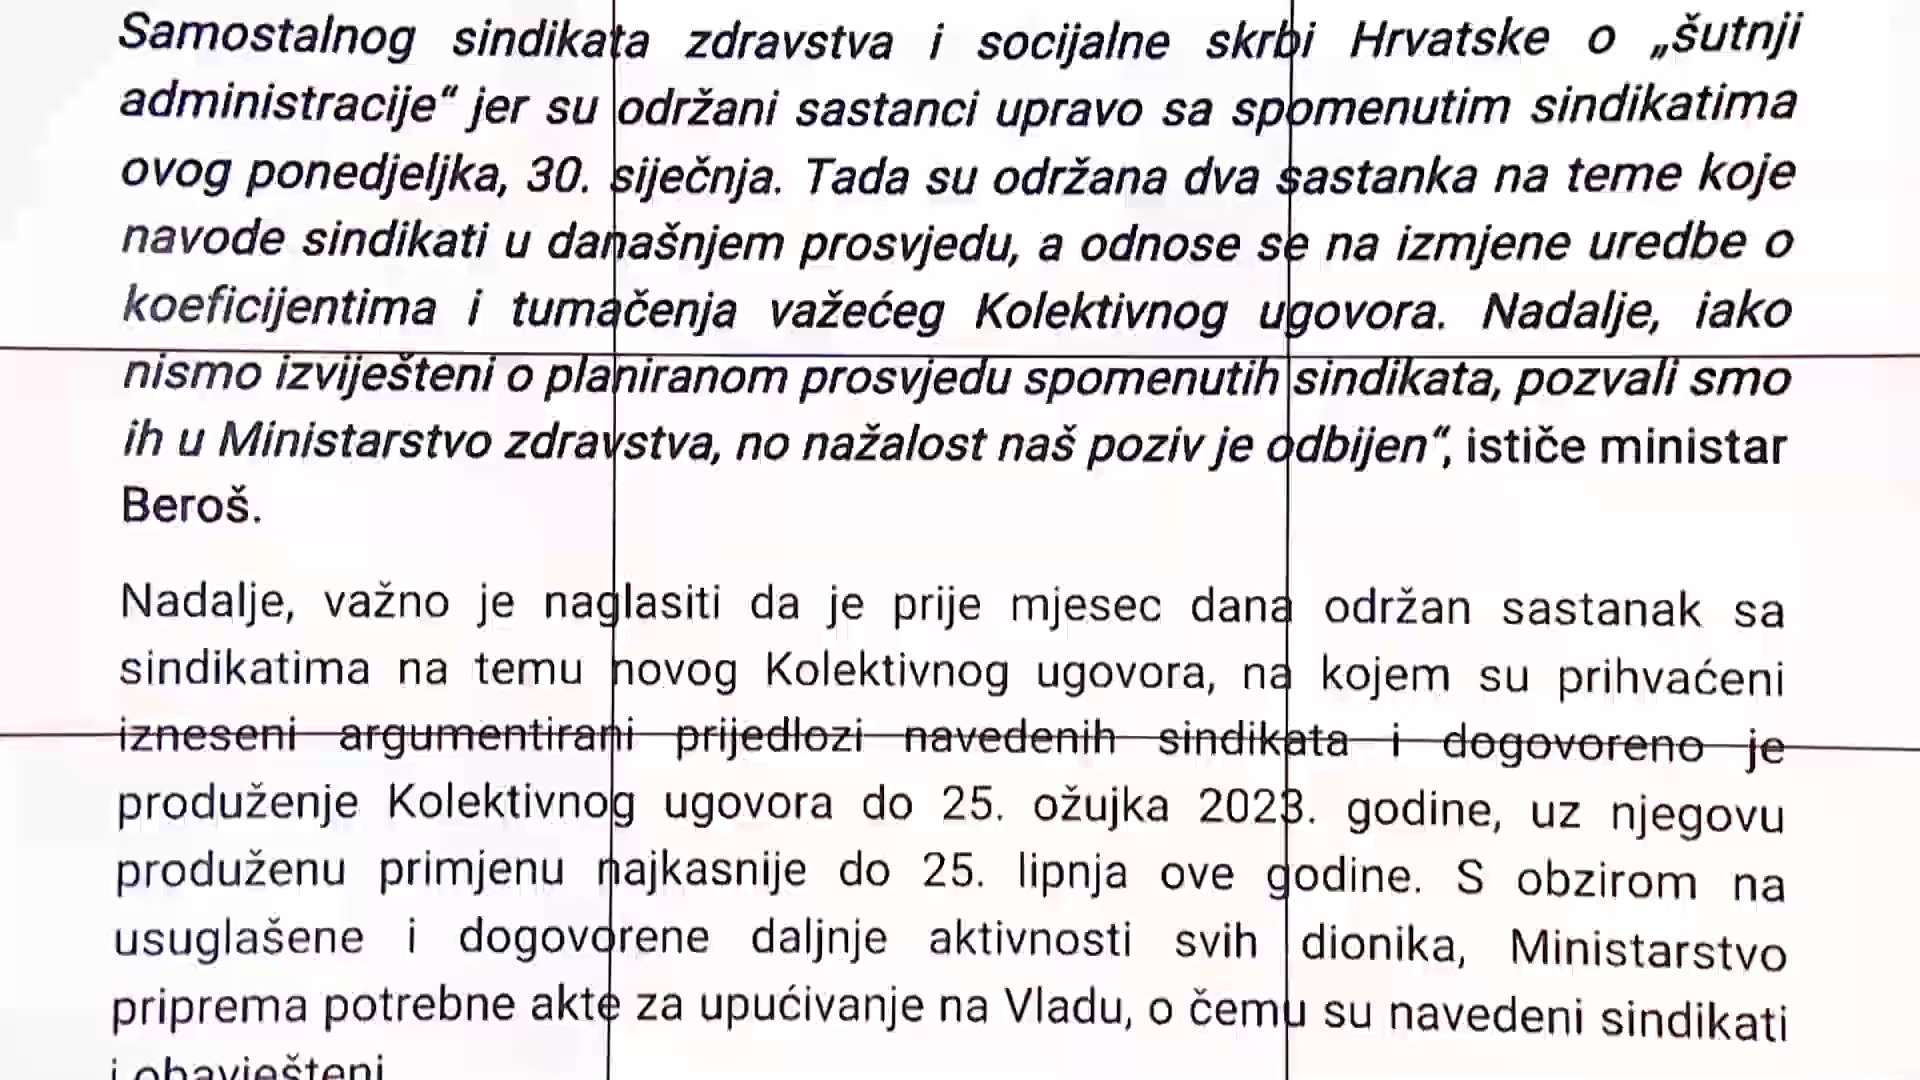 Samostalnog sindikata zdravstva i socijalne skrbi Hrvatske o „šutnji
administracije“ jer su održani sastanci upravo sa spomenutim sindikatima
ovog ponedjeljka, 30. siječnja. Tada su održana dva sastanka na teme koje
navode sindikati u današnjem prosvjedu, a odnose se na izmjene uredbe o
koeficijentima i tumačenja važećeg Kolektivnog ugovora. Nadalje, iako
nismo izviješteni o planiranom prosvjedu spomenutih sindikata, pozvali smo
ih u Ministarstvo zdravstva, no nažalost naš poziv je odbijen“, ističe ministar
Beroš.
Nadalje, važno je naglasiti da je prije mjesec dana održan sastanak sa
sindikatima na temu novog Kolektivnog ugovora, na kojem su prihvaćeni
izneseni argumentirani prijedlozi navedenih sindikata i dogovoreno je
produženje Kolektivnog ugovora do 25. ožujka 2023. godine, uz njegovu
produženu primjenu najkasnije do 25. lipnja ove godine. S obzirom na
usuglašene i dogovorene daljnje aktivnosti svih dionika, Ministarstvo
priprema potrebne akte za upućivanje na Vladu, o čemu su navedeni sindikati
i obaviješteni